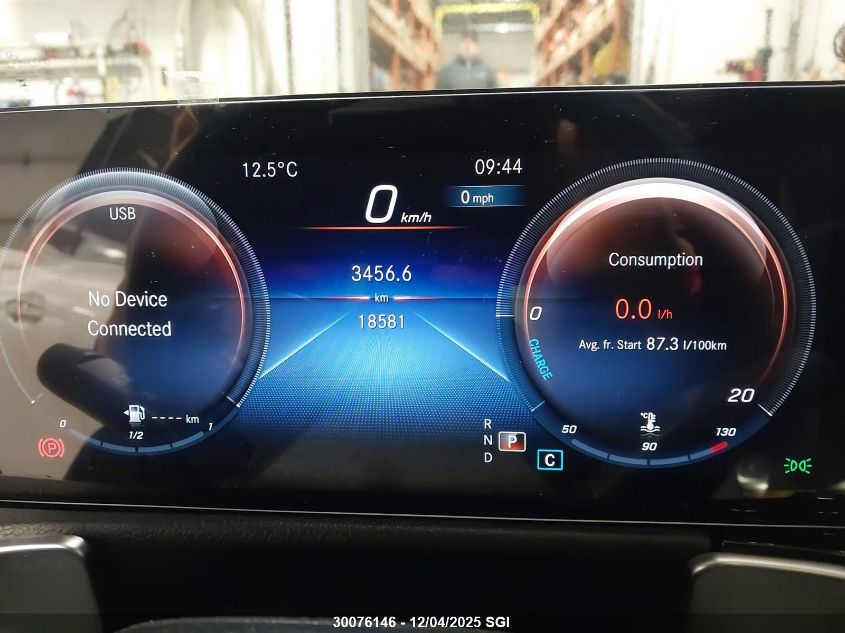 12.5°C
09:44
0 km/h
0 mph
USB
No Device
Connected
3456.6
km
18581
Consumption
0.0 l/h
Avg. fr. Start 87.3 l/100km
0
CHARGE
20
---- km
0
1/2
1
R
N
D
P
C
°C
50
90
130
P
30076146 - 12/04/2025 SGI